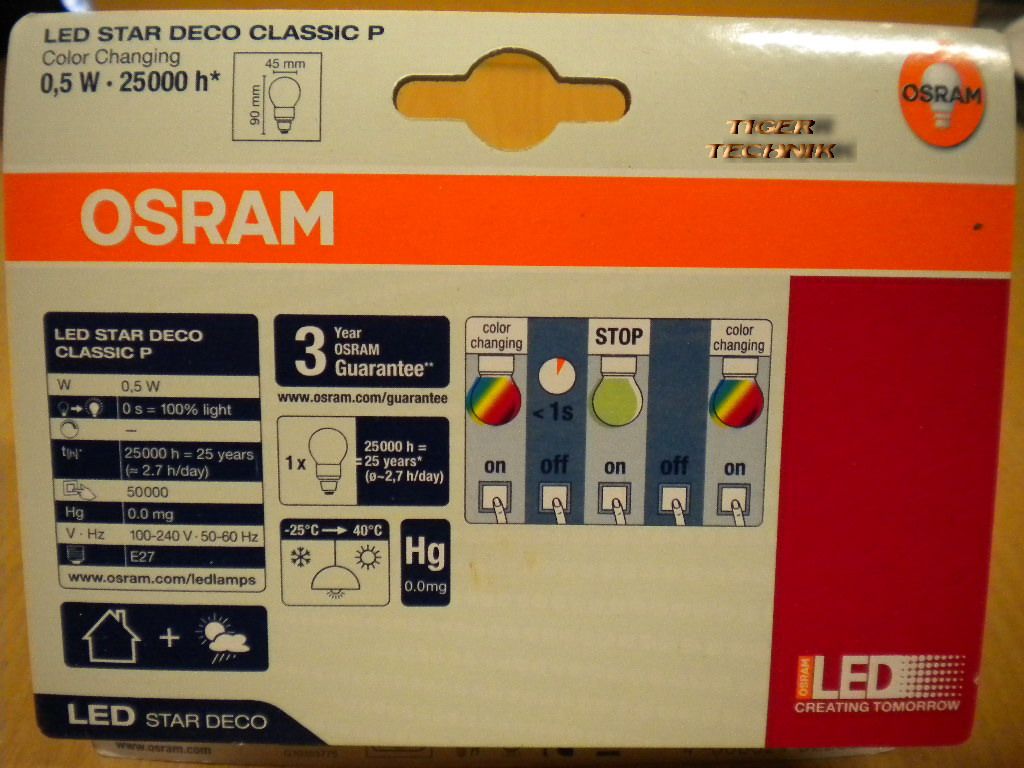 LED STAR DECO CLASSIC P
Color Changing
0,5 W · 25000 h*
45 mm
90 mm
OSRAM
TIGER
TECHNIK
OSRAM
LED STAR DECO
CLASSIC P
W 0,5 W
0 s = 100% light
—
t[h]* 25000 h = 25 years
(≈ 2.7 h/day)
50000
Hg 0.0 mg
V · Hz 100-240 V · 50-60 Hz
E27
www.osram.com/ledlamps
3 Year
OSRAM
Guarantee**
www.osram.com/guarantee
1 x
25000 h =
= 25 years*
(ø~2,7 h/day)
-25°C → 40°C
Hg
0.0mg
color
changing
< 1s
STOP
color
changing
on off on off on
LED STAR DECO
OSRAM
LED
CREATING TOMORROW
www.osram.com